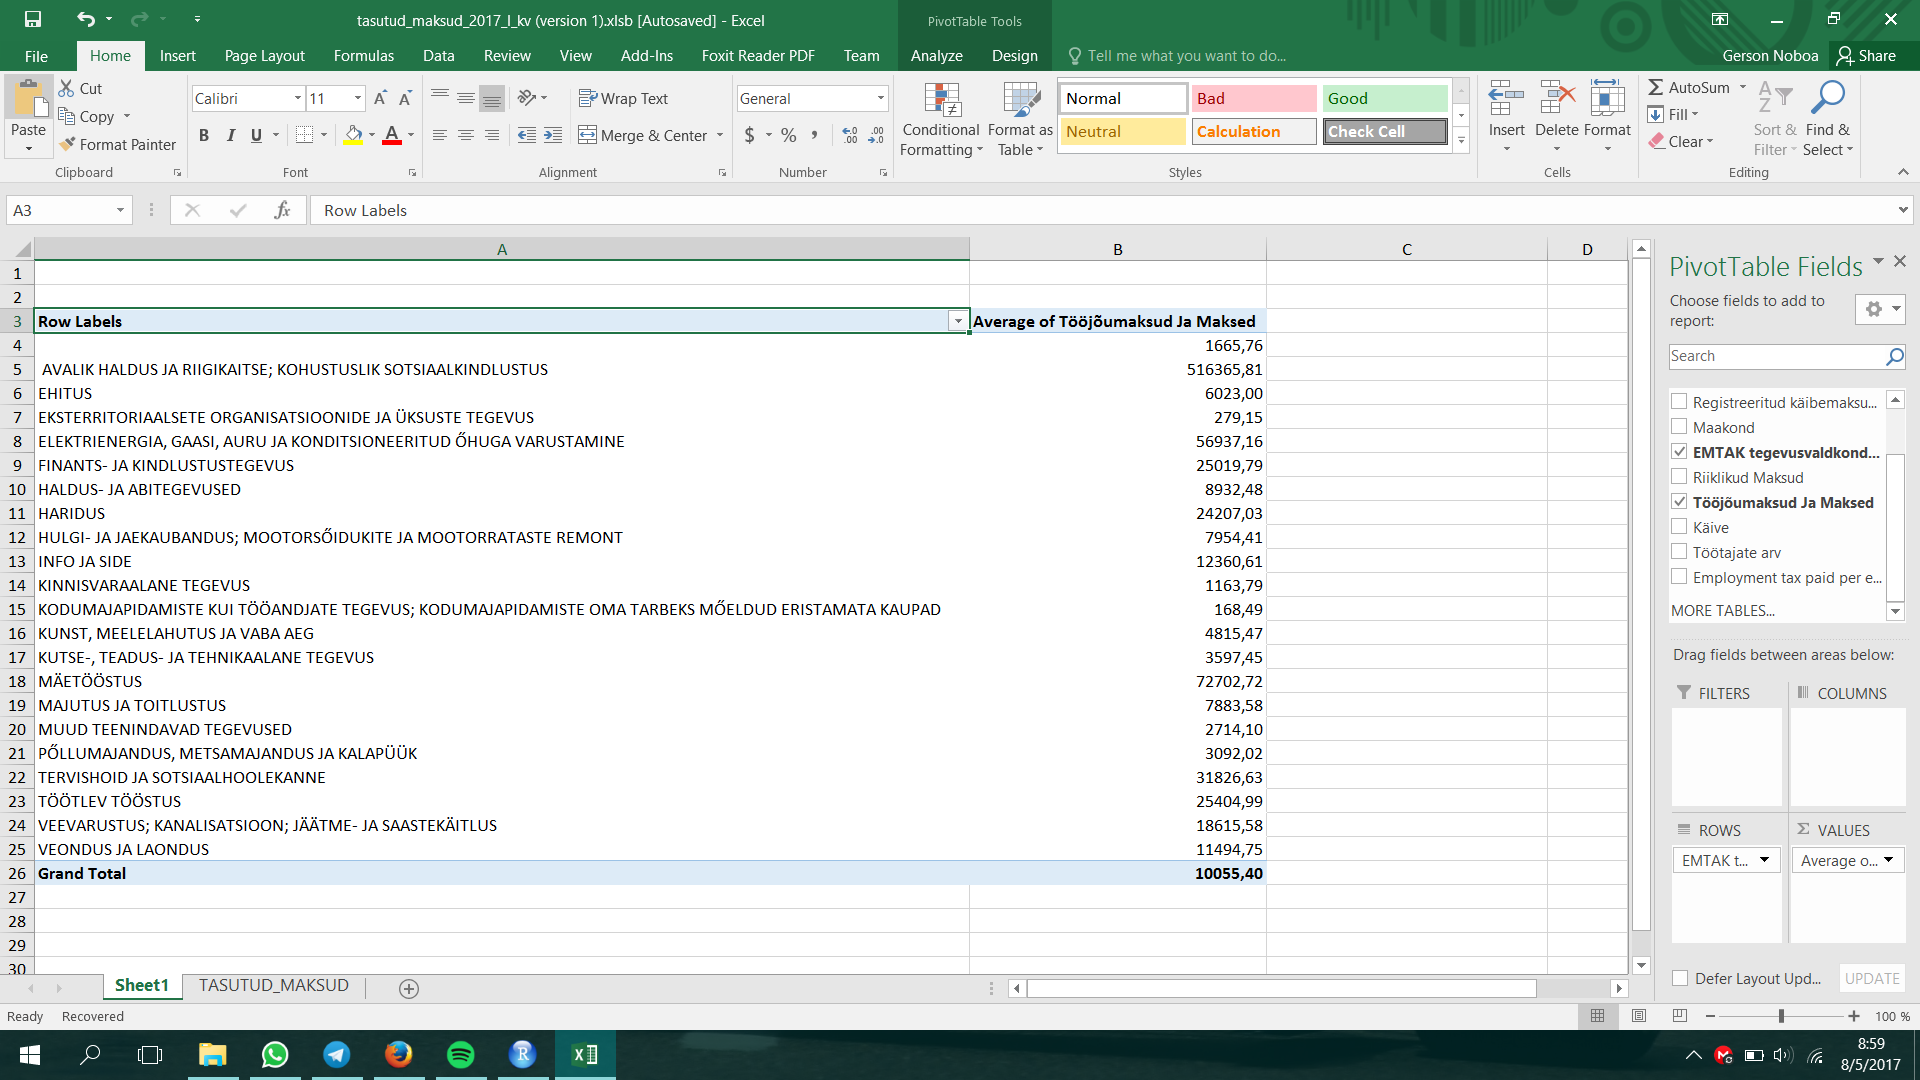 tasutud_maksud_2017_I_kv (version 1).xlsb [Autosaved] - Excel
PivotTable Tools
File
Home
Insert
Page Layout
Formulas
Data
Review
View
Add-Ins
Foxit Reader PDF
Team
Analyze
Design
Tell me what you want to do...
Gerson Noboa
Share
Paste
Cut
Copy
Format Painter
Clipboard
Calibri
11
B I U
Font
Wrap Text
Merge & Center
Alignment
General
$ % ,
Number
Conditional Formatting
Format as Table
Normal
Bad
Good
Neutral
Calculation
Check Cell
Styles
Insert
Delete
Format
Cells
AutoSum
Fill
Clear
Sort & Filter
Find & Select
Editing
A3
fx
Row Labels
A B C D
1
2
3 Row Labels Average of Tööjõumaksud Ja Maksed
4 1665,76
5 AVALIK HALDUS JA RIIGIKAITSE; KOHUSTUSLIK SOTSIAALKINDLUSTUS 516365,81
6 EHITUS 6023,00
7 EKSTERRITORIAALSETE ORGANISATSIOONIDE JA ÜKSUSTE TEGEVUS 279,15
8 ELEKTRIENERGIA, GAASI, AURU JA KONDITSIONEERITUD ÕHUGA VARUSTAMINE 56937,16
9 FINANTS- JA KINDLUSTUSTEGEVUS 25019,79
10 HALDUS- JA ABITEGEVUSED 8932,48
11 HARIDUS 24207,03
12 HULGI- JA JAEKAUBANDUS; MOOTORSÕIDUKITE JA MOOTORRATASTE REMONT 7954,41
13 INFO JA SIDE 12360,61
14 KINNISVARAALANE TEGEVUS 1163,79
15 KODUMAJAPIDAMISTE KUI TÖÖANDJATE TEGEVUS; KODUMAJAPIDAMISTE OMA TARBEKS MÕELDUD ERISTAMATA KAUPAD 168,49
16 KUNST, MEELELAHUTUS JA VABA AEG 4815,47
17 KUTSE-, TEADUS- JA TEHNIKAALANE TEGEVUS 3597,45
18 MÄETÖÖSTUS 72702,72
19 MAJUTUS JA TOITLUSTUS 7883,58
20 MUUD TEENINDAVAD TEGEVUSED 2714,10
21 PÕLLUMAJANDUS, METSAMAJANDUS JA KALAPÜÜK 3092,02
22 TERVISHOID JA SOTSIAALHOOLEKANNE 31826,63
23 TÖÖTLEV TÖÖSTUS 25404,99
24 VEEVARUSTUS; KANALISATSIOON; JÄÄTME- JA SAASTEKÄITLUS 18615,58
25 VEONDUS JA LAONDUS 11494,75
26 Grand Total 10055,40
27
28
29
30
PivotTable Fields
Choose fields to add to report:
Search
Registreeritud käibemaksu...
Maakond
EMTAK tegevusvaldkond...
Riiklikud Maksud
Tööjõumaksud Ja Maksed
Käive
Töötajate arv
Employment tax paid per e...
MORE TABLES...
Drag fields between areas below:
FILTERS
COLUMNS
ROWS
VALUES
EMTAK t...
Average o...
Defer Layout Upd...
UPDATE
Sheet1
TASUTUD_MAKSUD
Ready
Recovered
100 %
8:59
8/5/2017